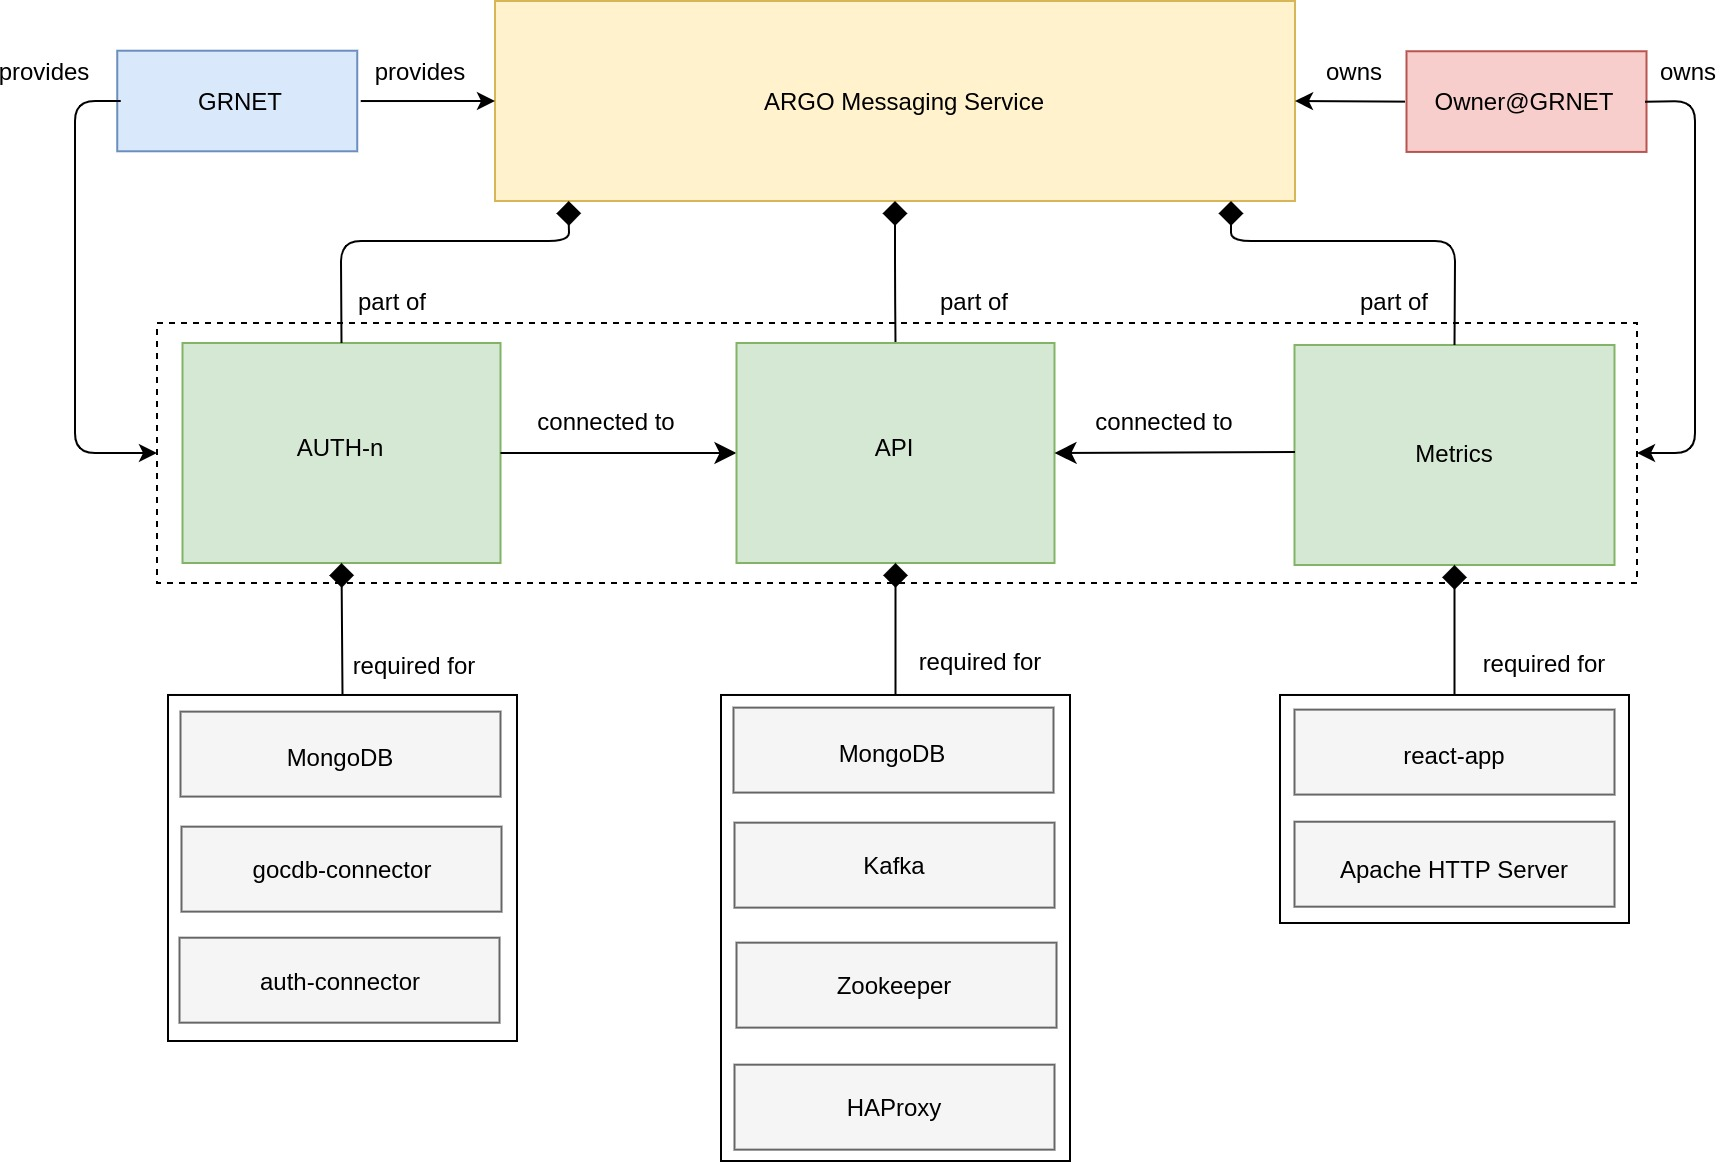 provides
GRNET
provides
ARGO Messaging Service
owns
Owner@GRNET
owns
part of
part of
part of
AUTH-n
connected to
API
connected to
Metrics
required for
required for
required for
MongoDB
gocdb-connector
auth-connector
MongoDB
Kafka
Zookeeper
HAProxy
react-app
Apache HTTP Server